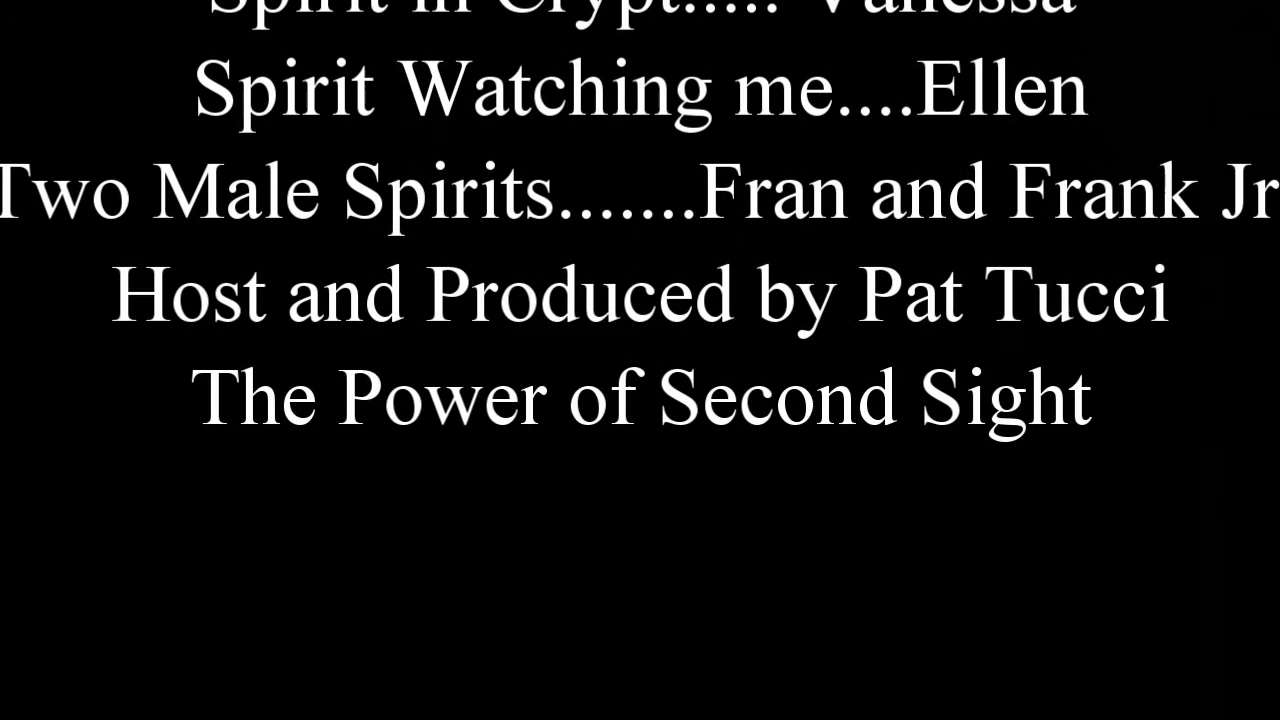 Spirit in Crypt..... Vanessa
Spirit Watching me....Ellen
Two Male Spirits.......Fran and Frank Jr
Host and Produced by Pat Tucci
The Power of Second Sight